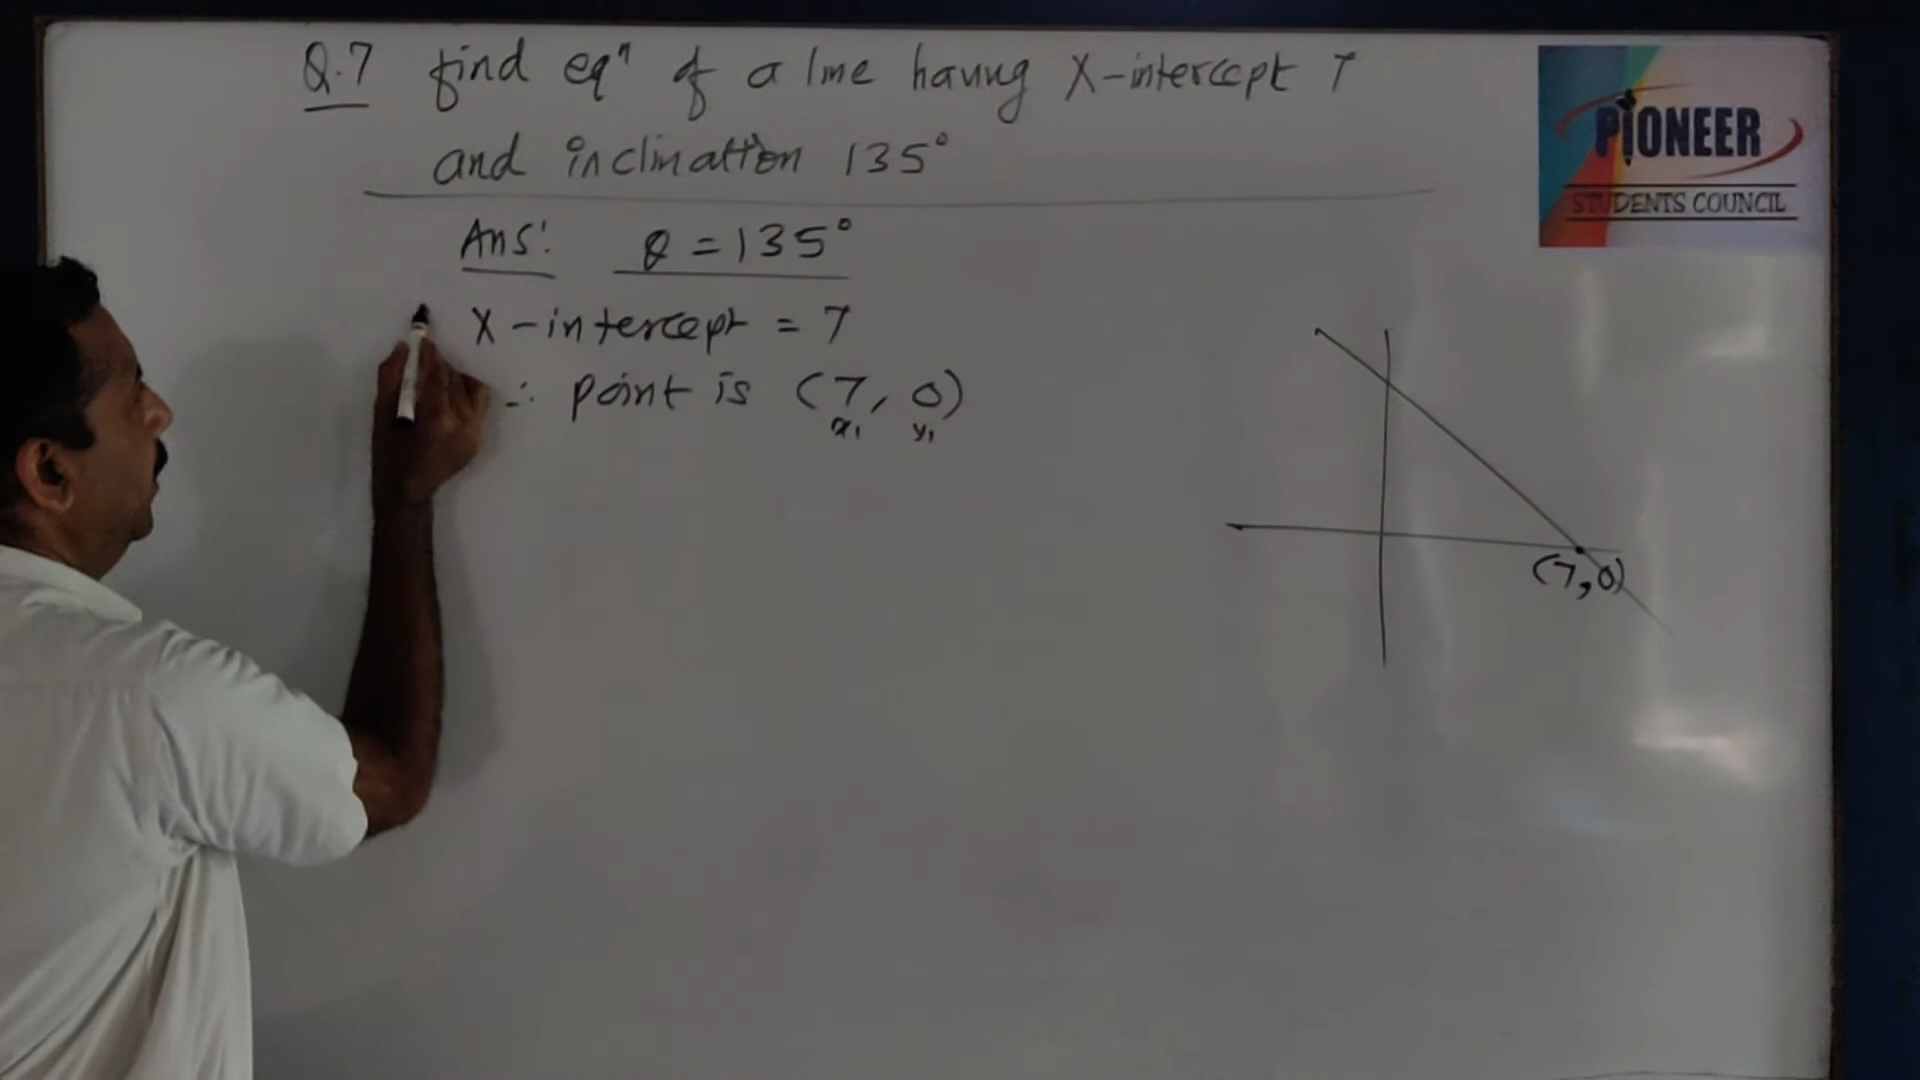 Q.7 find eqn of a line having X-intercept 7
and inclination 135°
Ans: θ = 135°
X-intercept = 7
∴ point is (7, 0)
x₁ y₁
(7,0)
PIONEER
STUDENTS COUNCIL